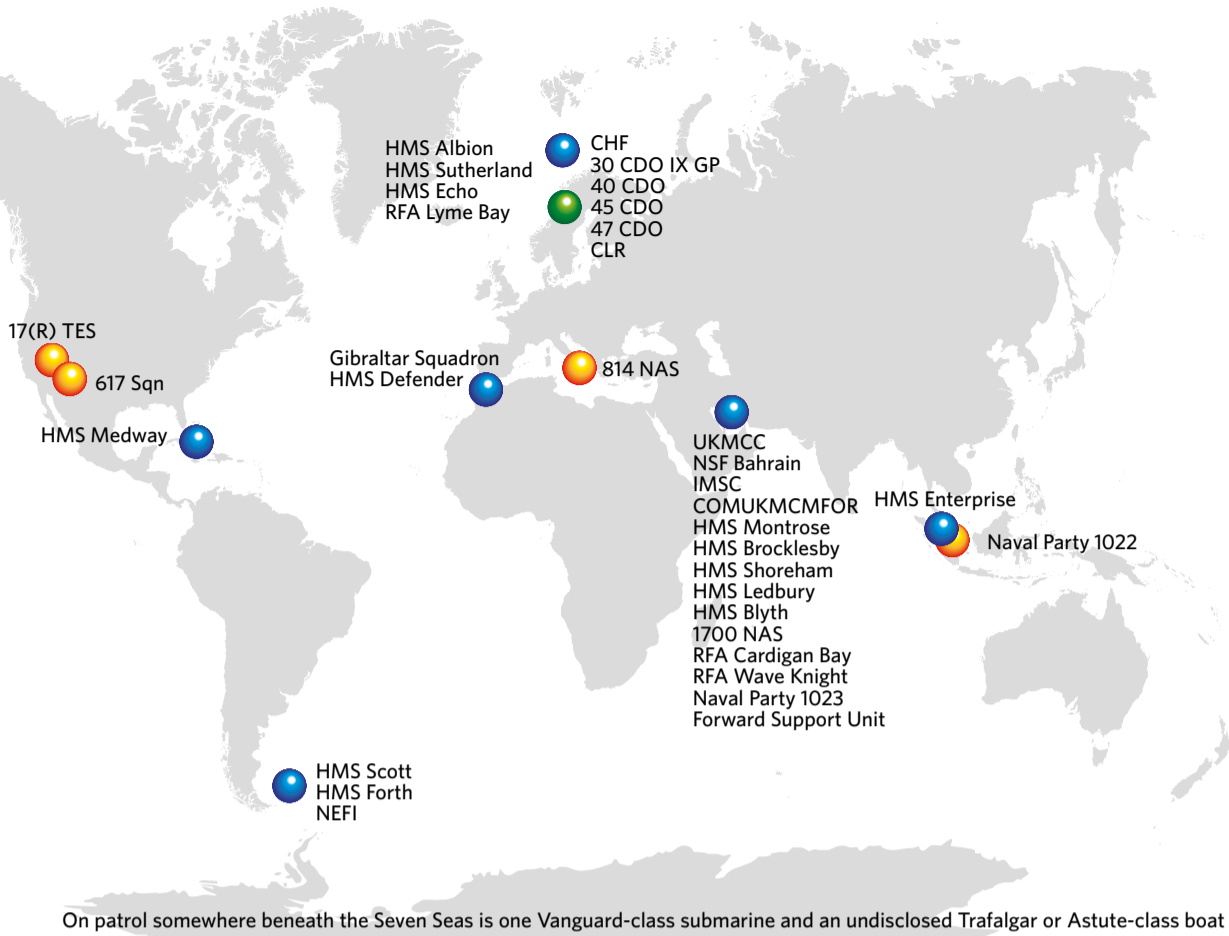 HMS Albion
HMS Sutherland
HMS Echo
RFA Lyme Bay
CHF
30 CDO IX GP
40 CDO
45 CDO
47 CDO
CLR
17(R) TES
617 Sqn
HMS Medway
Gibraltar Squadron
HMS Defender
814 NAS
UKMCC
NSF Bahrain
IMSC
COMUKMCMFOR
HMS Montrose
HMS Brocklesby
HMS Shoreham
HMS Ledbury
HMS Blyth
1700 NAS
RFA Cardigan Bay
RFA Wave Knight
Naval Party 1023
Forward Support Unit
HMS Enterprise
Naval Party 1022
HMS Scott
HMS Forth
NEFI
On patrol somewhere beneath the Seven Seas is one Vanguard-class submarine and an undisclosed Trafalgar or Astute-class boat